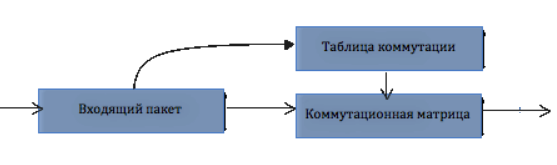 Таблица коммутации
Входящий пакет
Коммутационная матрица